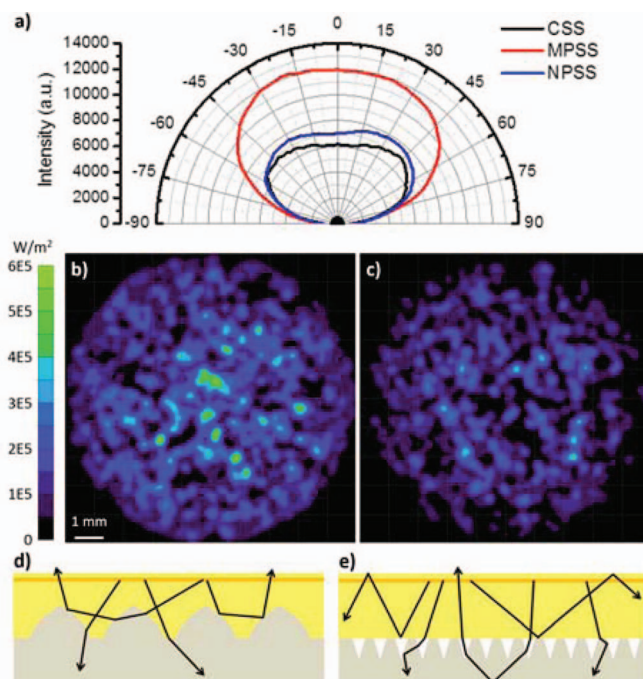 a)
0
-15
15
-30
30
-45
45
-60
60
-75
75
-90
90
14000
12000
10000
8000
6000
4000
2000
0
Intensity (a.u.)
CSS
MPSS
NPSS
W/m²
6E5
5E5
4E5
3E5
2E5
1E5
0
b)
1 mm
c)
d)
e)